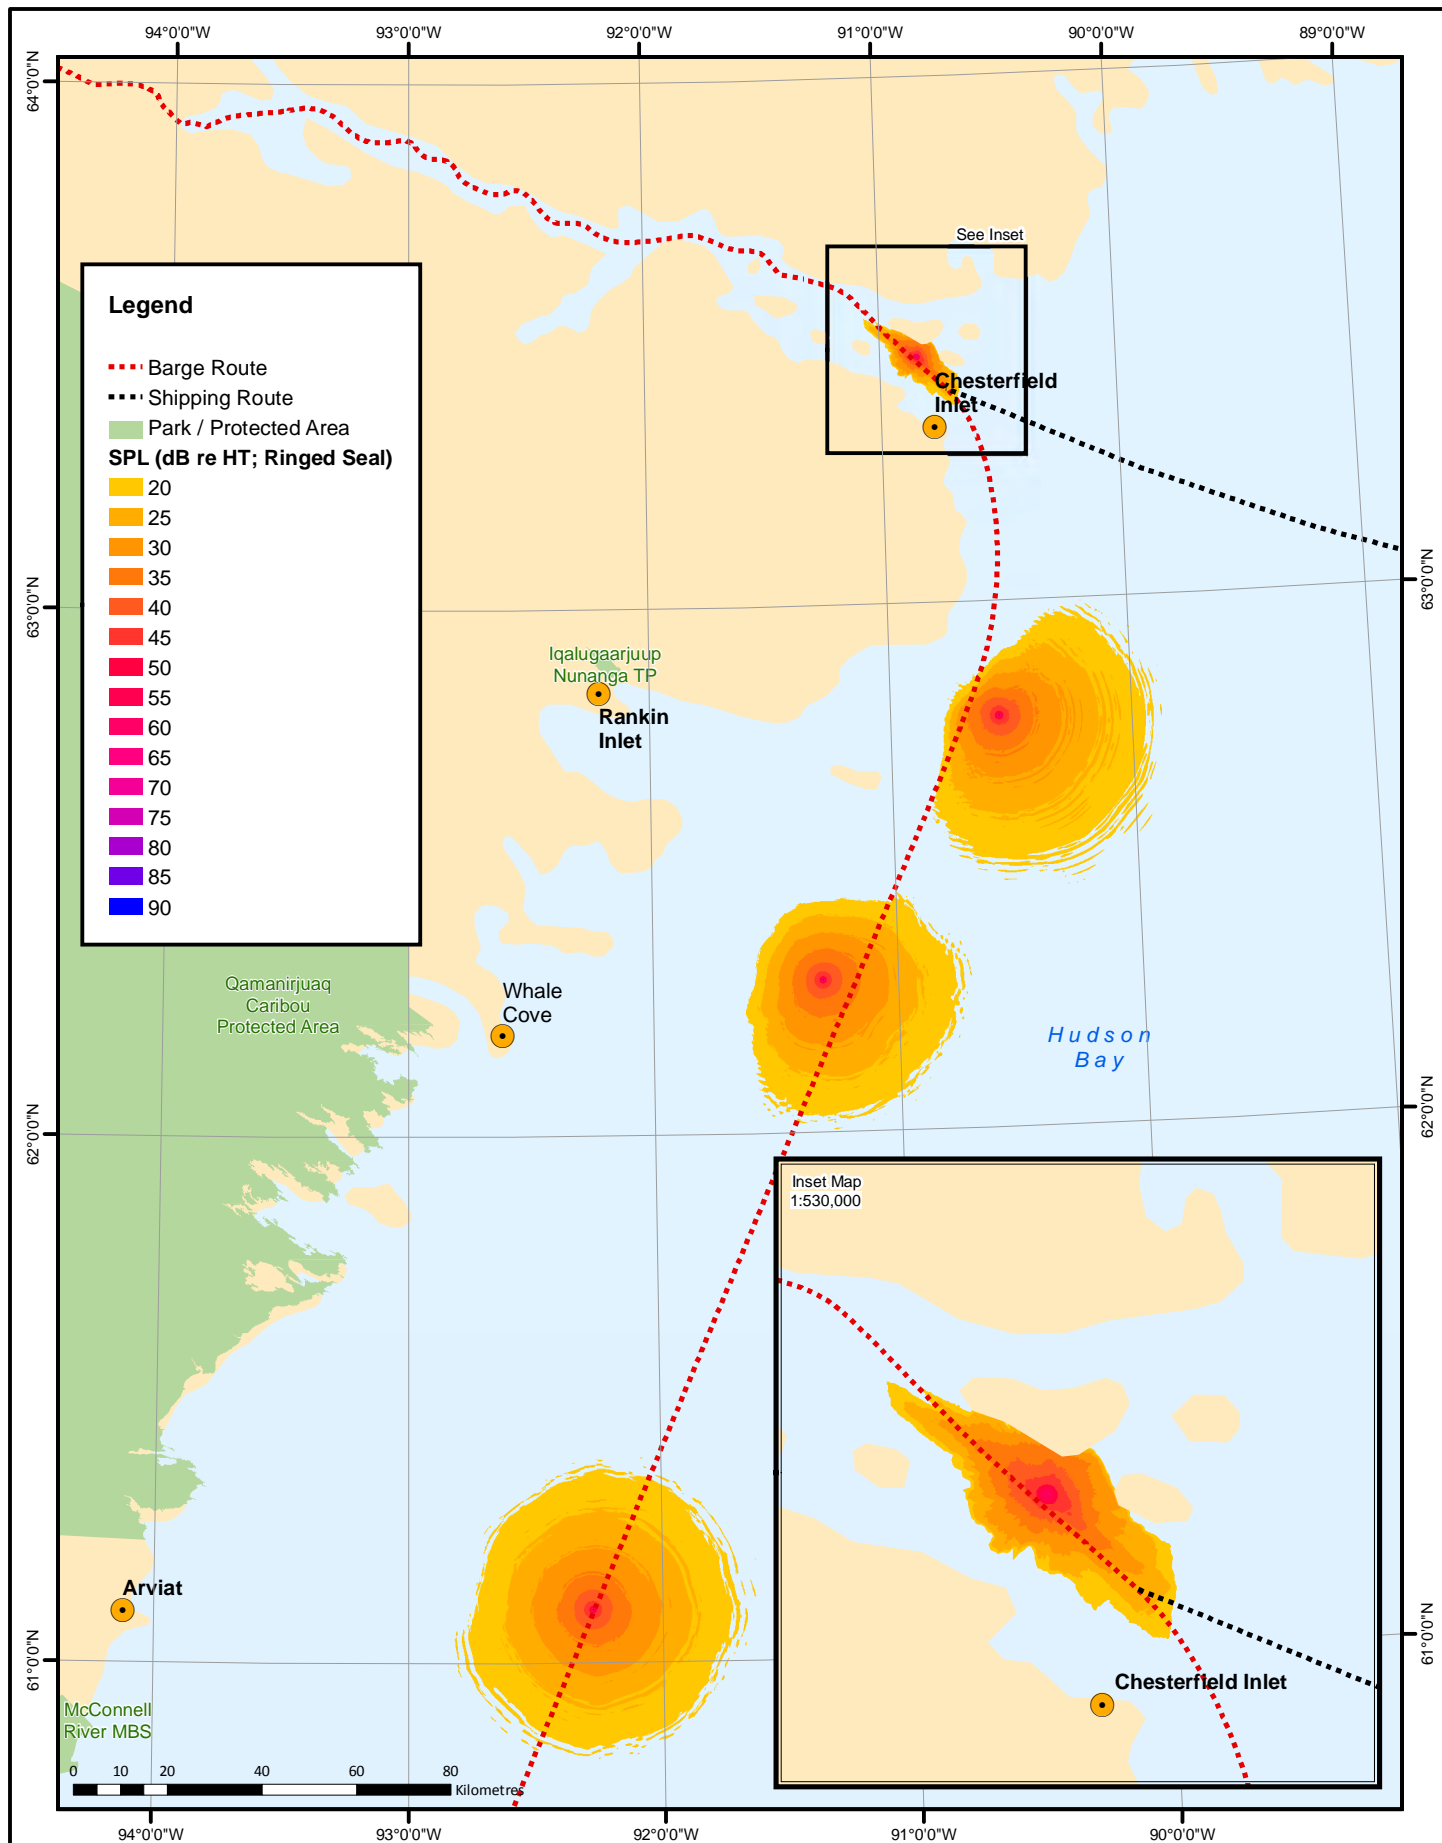 94°0'0"W
93°0'0"W
92°0'0"W
91°0'0"W
90°0'0"W
89°0'0"W
64°0'0"N
64°0'0"N
See Inset
Legend
Barge Route
Shipping Route
Park / Protected Area
SPL (dB re HT; Ringed Seal)
20
25
30
35
40
45
50
55
60
65
70
75
80
85
90
Chesterfield
Inlet
63°0'0"N
63°0'0"N
Iqalugaarjuup
Nunanga TP
Rankin
Inlet
Qamanirjuaq
Caribou
Protected Area
Whale
Cove
Hudson
Bay
62°0'0"N
62°0'0"N
Inset Map
1:530,000
Chesterfield Inlet
Arviat
61°0'0"N
61°0'0"N
McConnell
River MBS
0 10 20 40 60 80
Kilometres
94°0'0"W
93°0'0"W
92°0'0"W
91°0'0"W
90°0'0"W